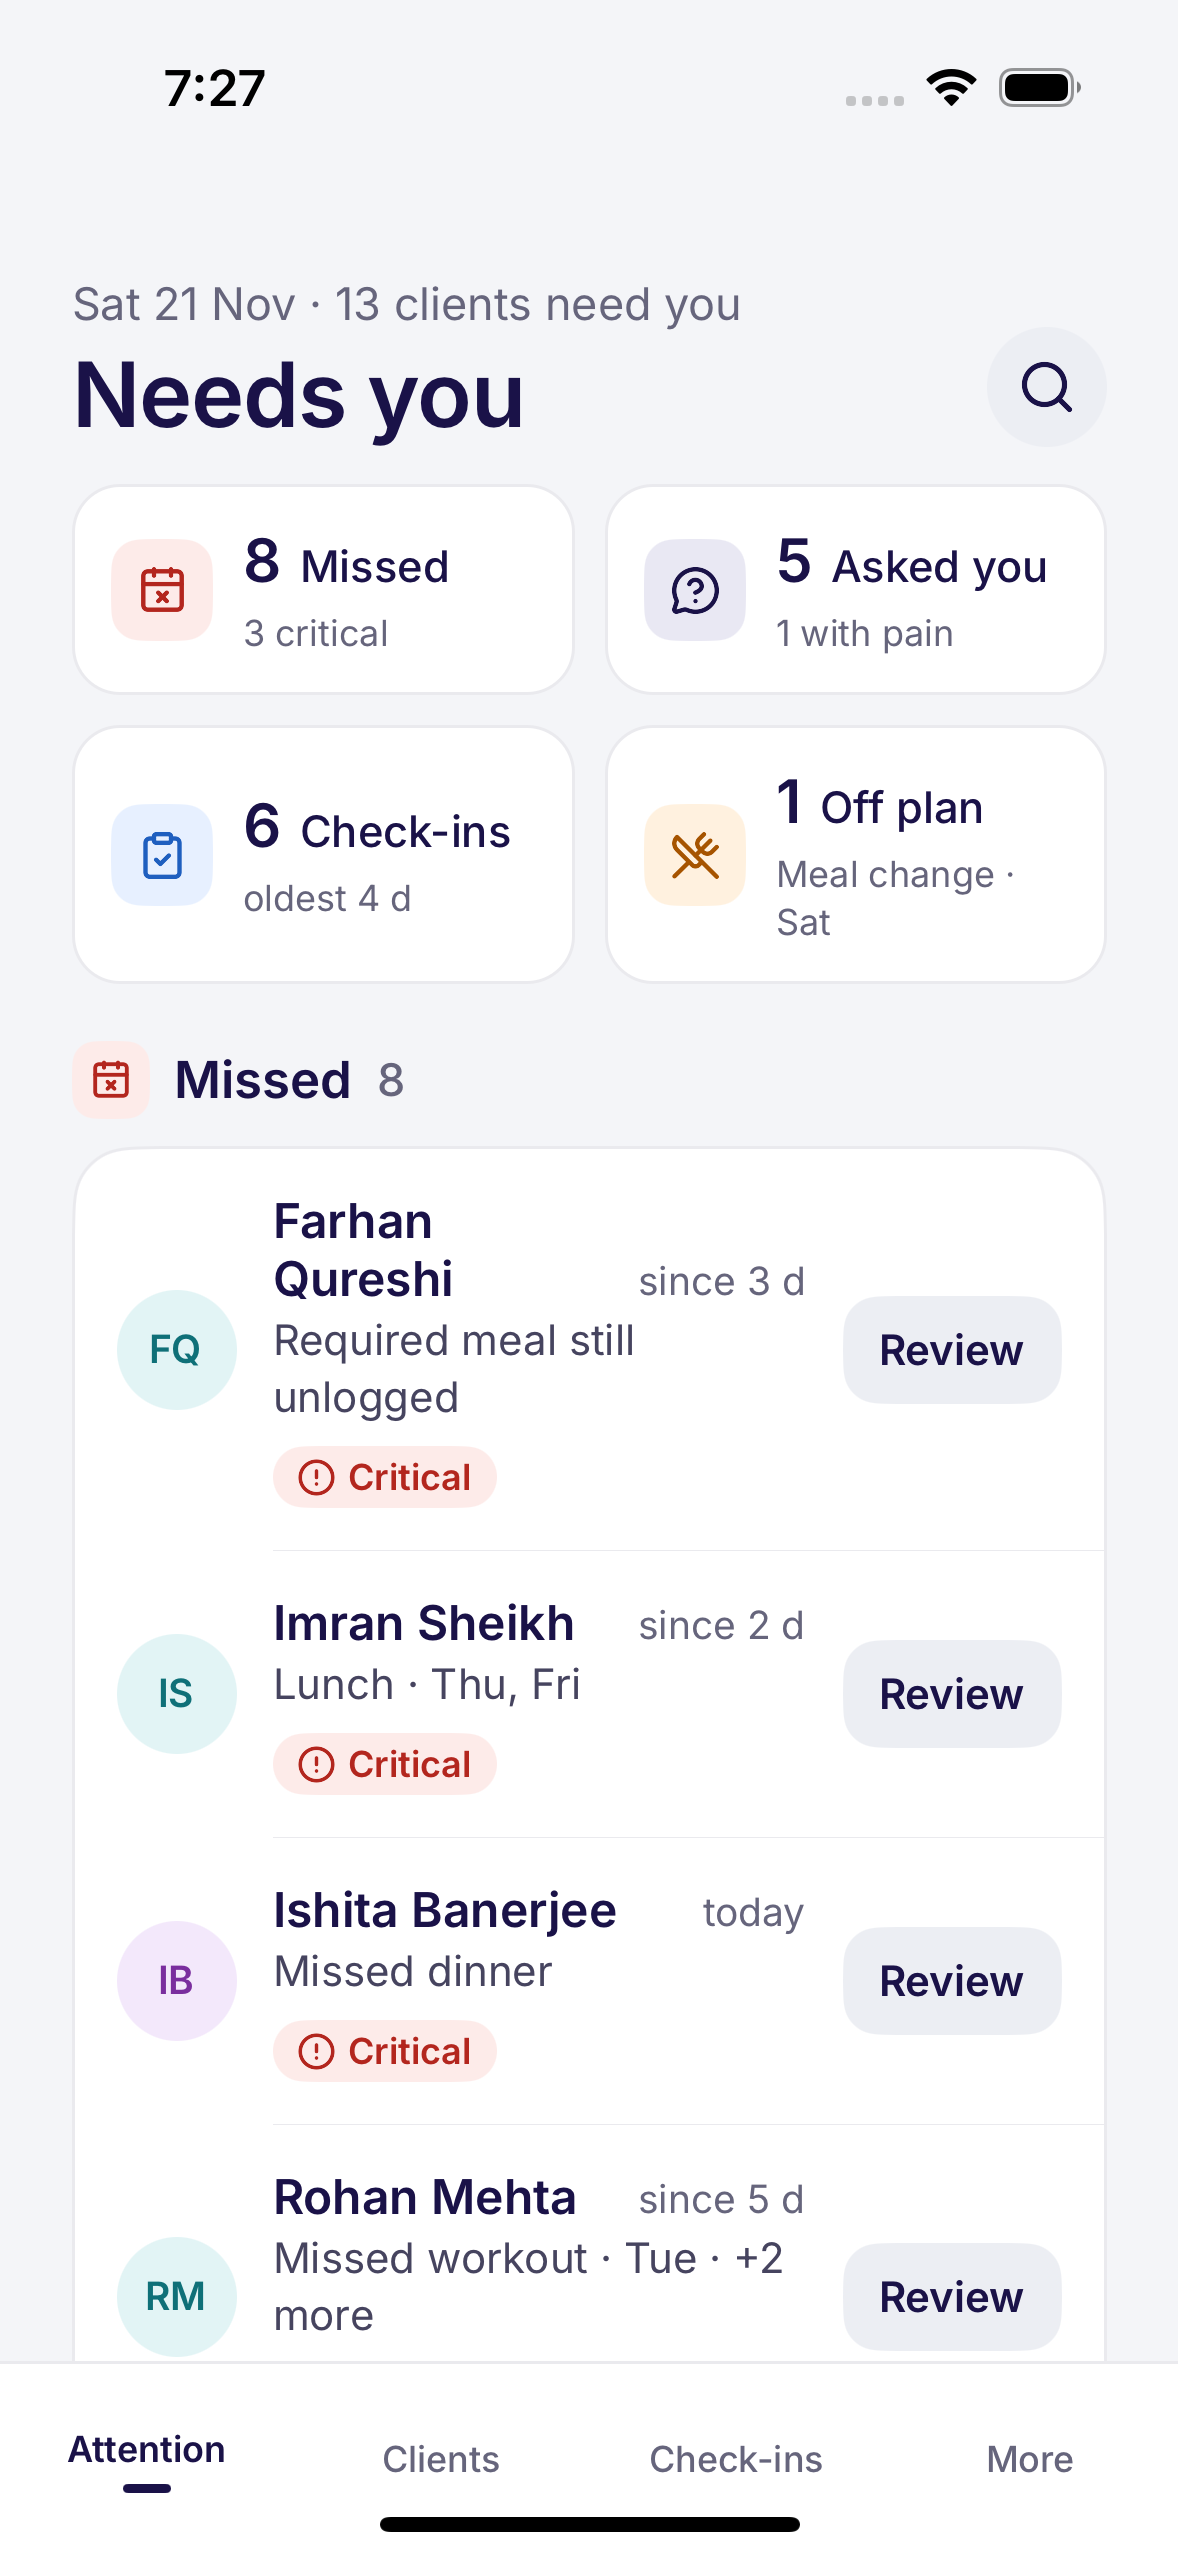 7:27
Sat 21 Nov · 13 clients need you
Needs you
8 Missed
3 critical
5 Asked you
1 with pain
6 Check-ins
oldest 4 d
1 Off plan
Meal change ·
Sat
Missed 8
FQ
Farhan
Qureshi
since 3 d
Required meal still
unlogged
Critical
Review
IS
Imran Sheikh
since 2 d
Lunch · Thu, Fri
Critical
Review
IB
Ishita Banerjee
today
Missed dinner
Critical
Review
RM
Rohan Mehta
since 5 d
Missed workout · Tue · +2
more
Review
Attention
Clients
Check-ins
More